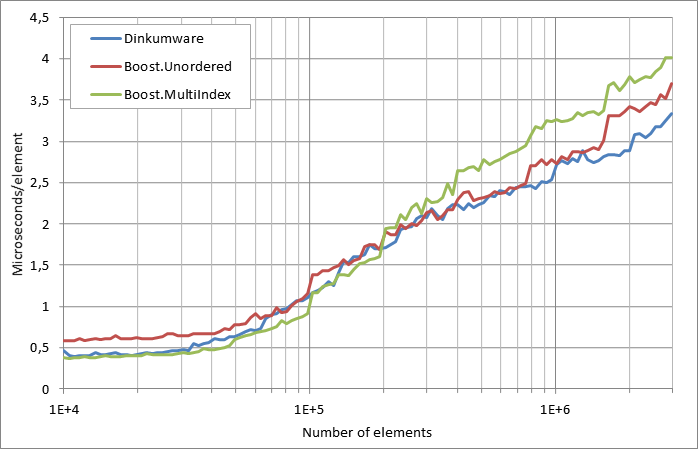 4,5
4
3,5
3
2,5
2
1,5
1
0,5
0
Microseconds/element
Dinkumware
Boost.Unordered
Boost.MultiIndex
1E+4 1E+5 1E+6
Number of elements